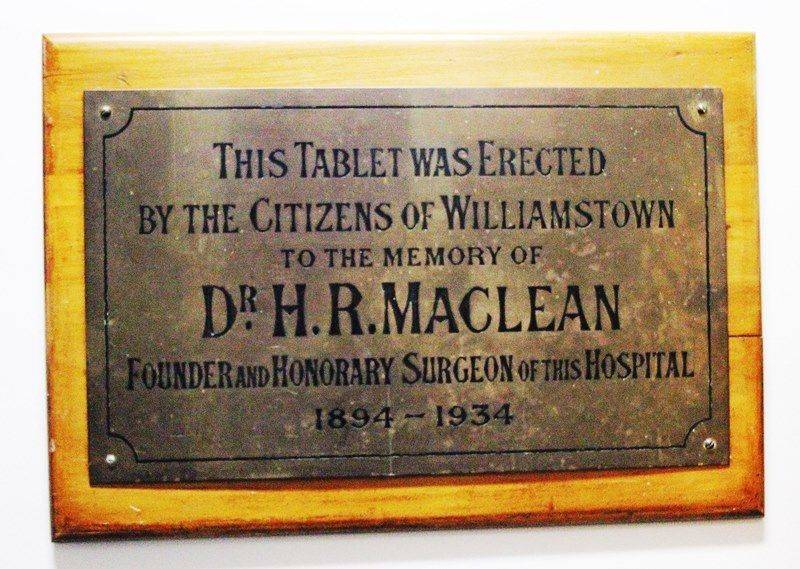 THIS TABLET WAS ERECTED
BY THE CITIZENS OF WILLIAMSTOWN
TO THE MEMORY OF
DR. H. R. MACLEAN
FOUNDER AND HONORARY SURGEON OF THIS HOSPITAL
1894 - 1934